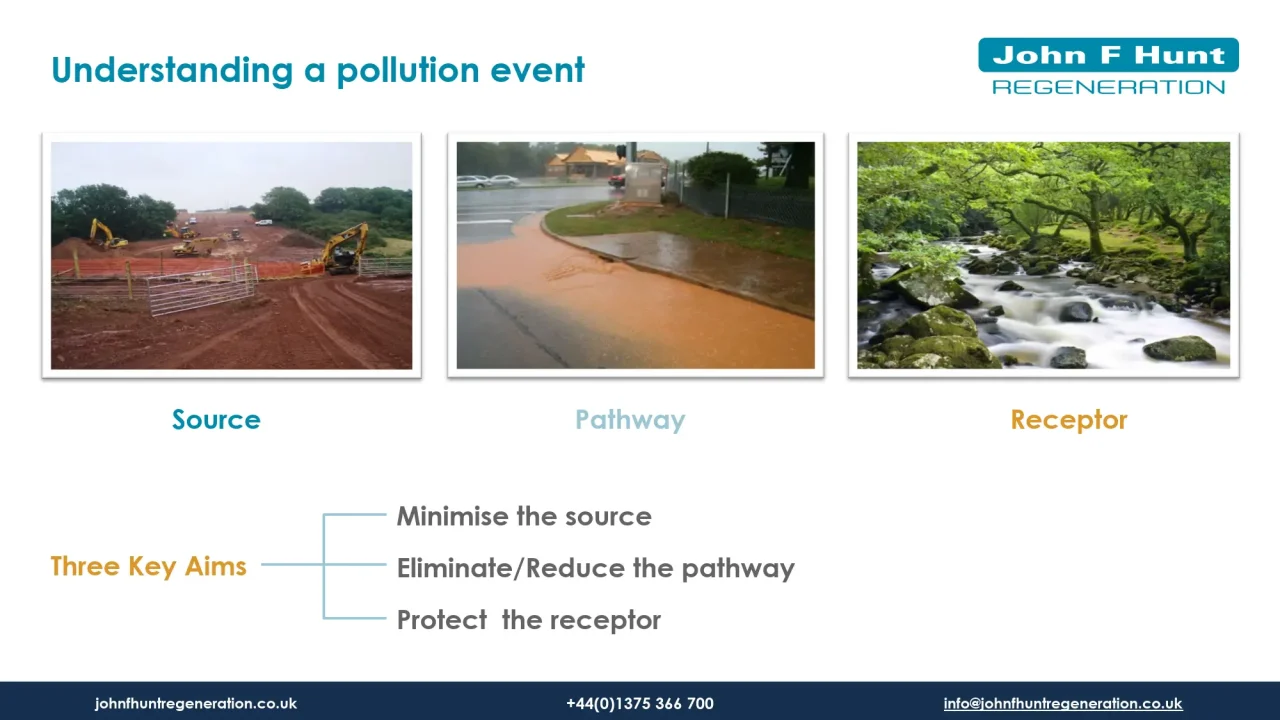 Understanding a pollution event
John F Hunt
REGENERATION
Source
Pathway
Receptor
Three Key Aims
Minimise the source
Eliminate/Reduce the pathway
Protect  the receptor
johnfhuntregeneration.co.uk
+44(0)1375 366 700
info@johnfhuntregeneration.co.uk